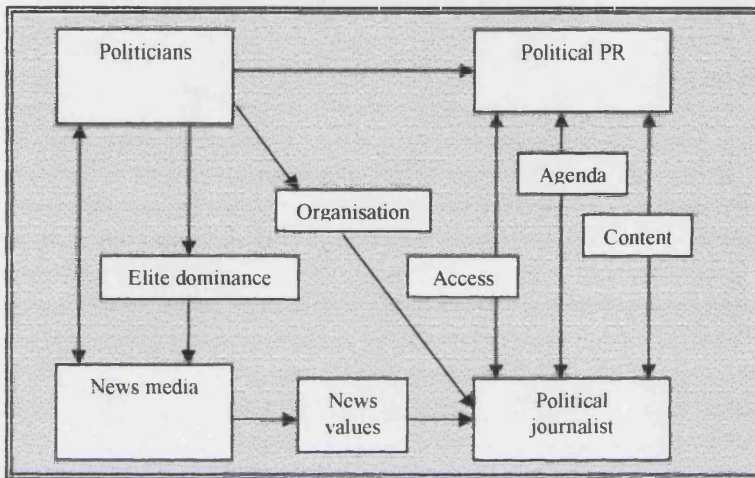 Politicians
Political PR
Agenda
Organisation
Content
Elite dominance
Access
News media
News
values
Political
journalist